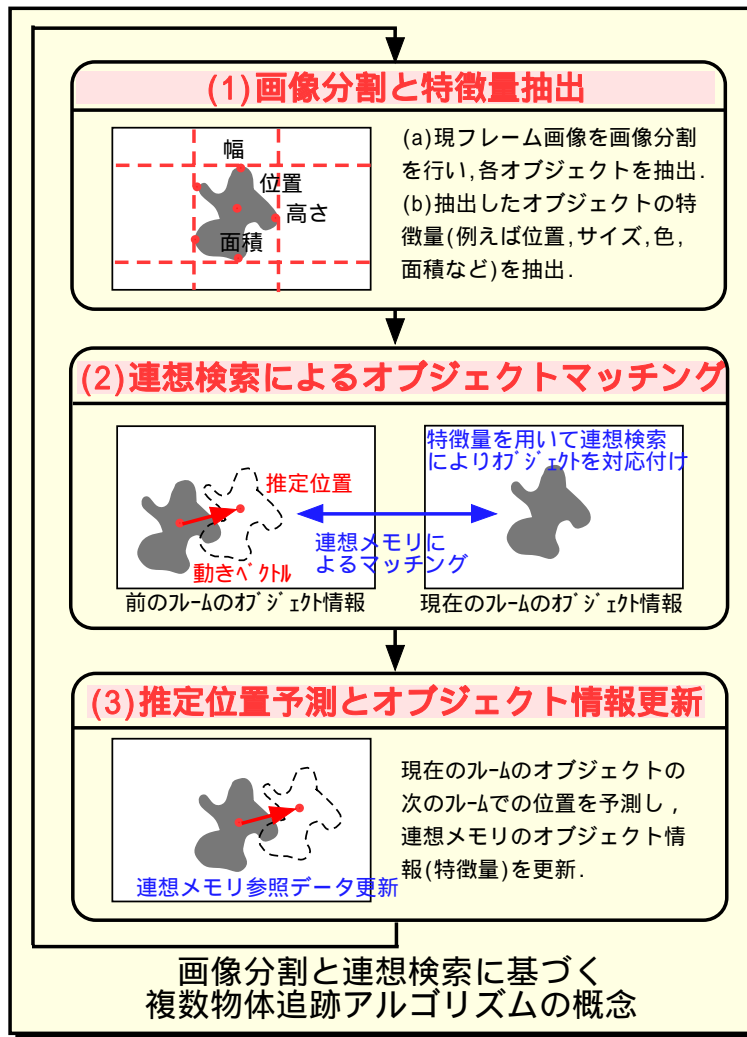 (1)画像分割と特徴量抽出
幅
位置
高さ
面積
(a)現フレーム画像を画像分割
を行い,各オブジェクトを抽出.
(b)抽出したオブジェクトの特
徴量(例えば位置,サイズ,色,
面積など)を抽出.
(2)連想検索によるオブジェクトマッチング
推定位置
動きﾍﾞｸﾄﾙ
前のﾌﾚｰﾑのｵﾌﾞｼﾞｪｸﾄ情報
連想メモリに
よるマッチング
特徴量を用いて連想検索
によりｵﾌﾞｼﾞｪｸﾄを対応付け
現在のﾌﾚｰﾑのｵﾌﾞｼﾞｪｸﾄ情報
(3)推定位置予測とオブジェクト情報更新
連想メモリ参照データ更新
現在のﾌﾚｰﾑのオブジェクトの
次のﾌﾚｰﾑでの位置を予測し，
連想メモリのオブジェクト情
報(特徴量)を更新.
画像分割と連想検索に基づく
複数物体追跡アルゴリズムの概念